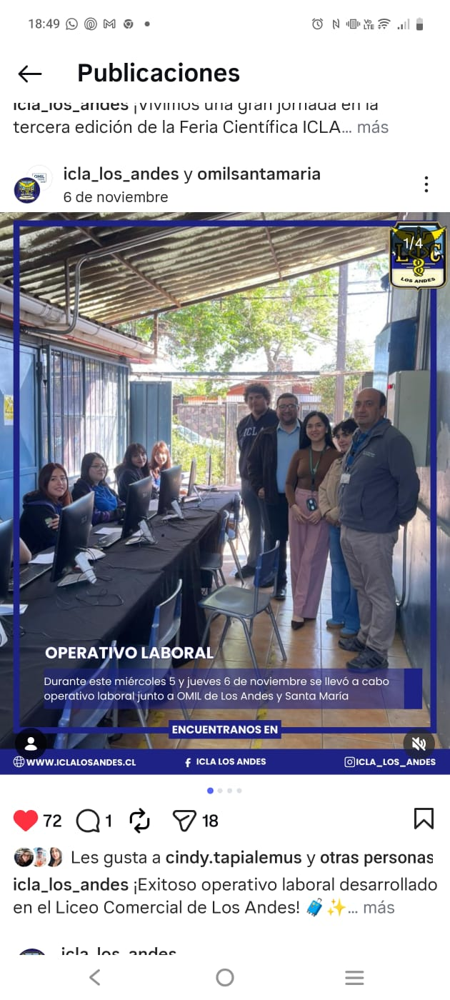 18:49
Vo
LTE
Publicaciones
icla_los_andes ¡Vivimos una gran jornada en la
tercera edición de la Feria Científica ICLA... más
OMIL
icla_los_andes y omilsantamaria
6 de noviembre
1/4
L C
LOS ANDES
ICLA
OPERATIVO LABORAL
Durante este miércoles 5 y jueves 6 de noviembre se llevó a cabo
operativo laboral junto a OMIL de Los Andes y Santa María
ENCUENTRANOS EN
WWW.ICLALOSANDES.CL
ICLA LOS ANDES
ICLA_LOS_ANDES
72
1
18
Les gusta a cindy.tapialemus y otras personas
icla_los_andes ¡Exitoso operativo laboral desarrollado
en el Liceo Comercial de Los Andes! 🧳✨... más
icla_los_andes